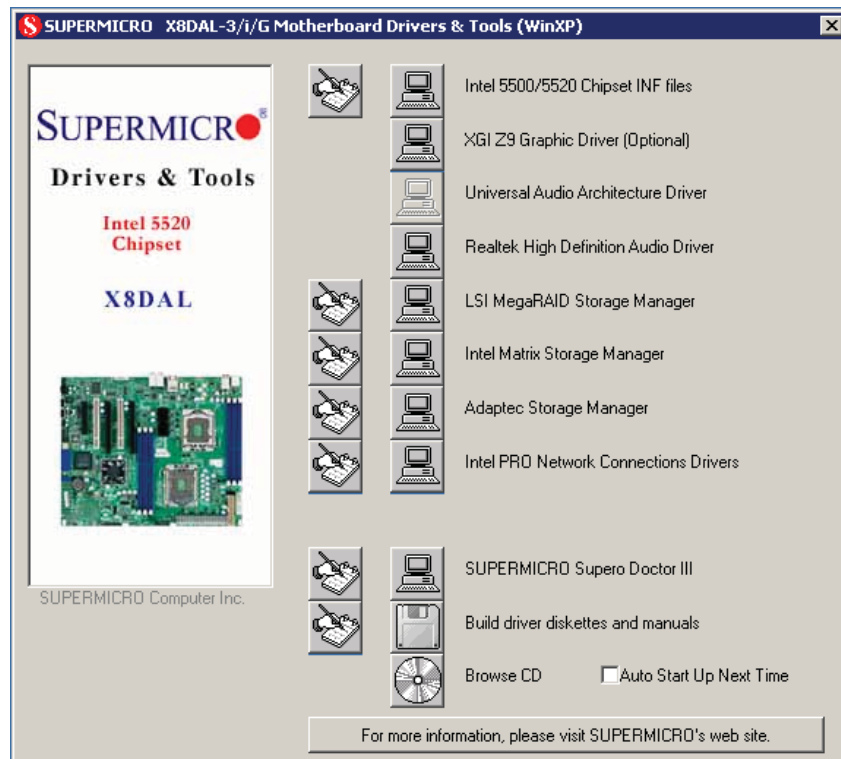 SUPERMICRO X8DAL-3/i/G Motherboard Drivers & Tools (WinXP)
SUPERMICRO®
Drivers & Tools
Intel 5520
Chipset
X8DAL
SUPERMICRO Computer Inc.
Intel 5500/5520 Chipset INF files
XGI Z9 Graphic Driver (Optional)
Universal Audio Architecture Driver
Realtek High Definition Audio Driver
LSI MegaRAID Storage Manager
Intel Matrix Storage Manager
Adaptec Storage Manager
Intel PRO Network Connections Drivers
SUPERMICRO Supero Doctor III
Build driver diskettes and manuals
Browse CD Auto Start Up Next Time
For more information, please visit SUPERMICRO's web site.